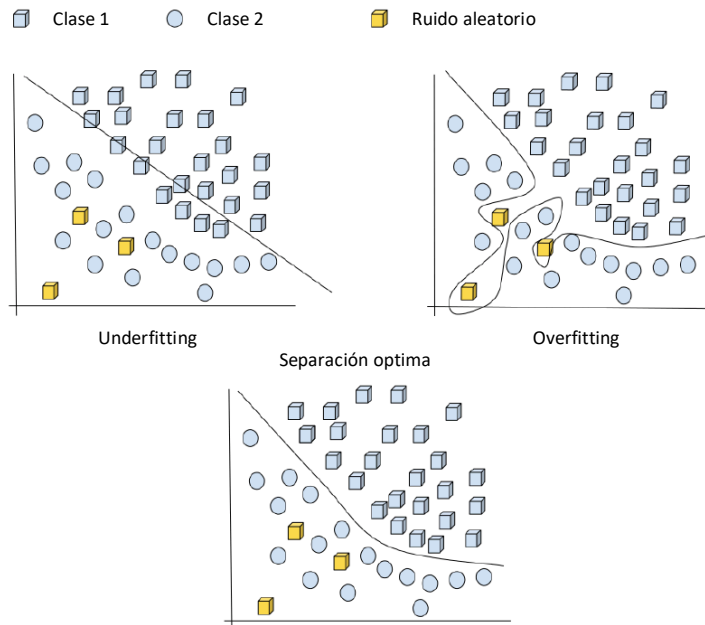 Clase 1
Clase 2
Ruido aleatorio
Underfitting
Overfitting
Separación optima